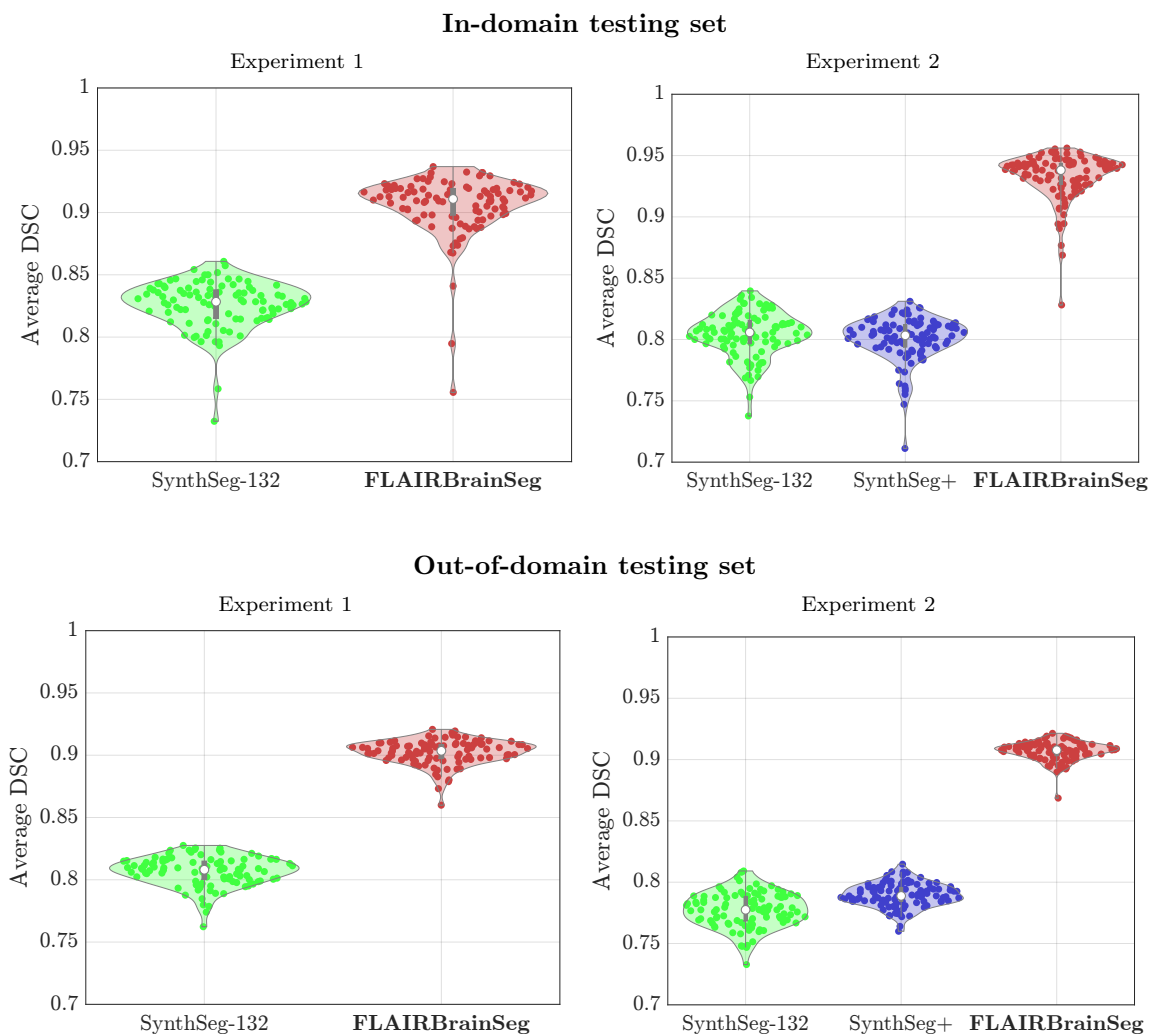 In-domain testing set
Experiment 1
1
0.95
0.9
0.85
0.8
0.75
0.7
Average DSC
SynthSeg-132 FLAIRBrainSeg
Experiment 2
1
0.95
0.9
0.85
0.8
0.75
0.7
Average DSC
SynthSeg-132 SynthSeg+ FLAIRBrainSeg
Out-of-domain testing set
Experiment 1
1
0.95
0.9
0.85
0.8
0.75
0.7
Average DSC
SynthSeg-132 FLAIRBrainSeg
Experiment 2
1
0.95
0.9
0.85
0.8
0.75
0.7
Average DSC
SynthSeg-132 SynthSeg+ FLAIRBrainSeg